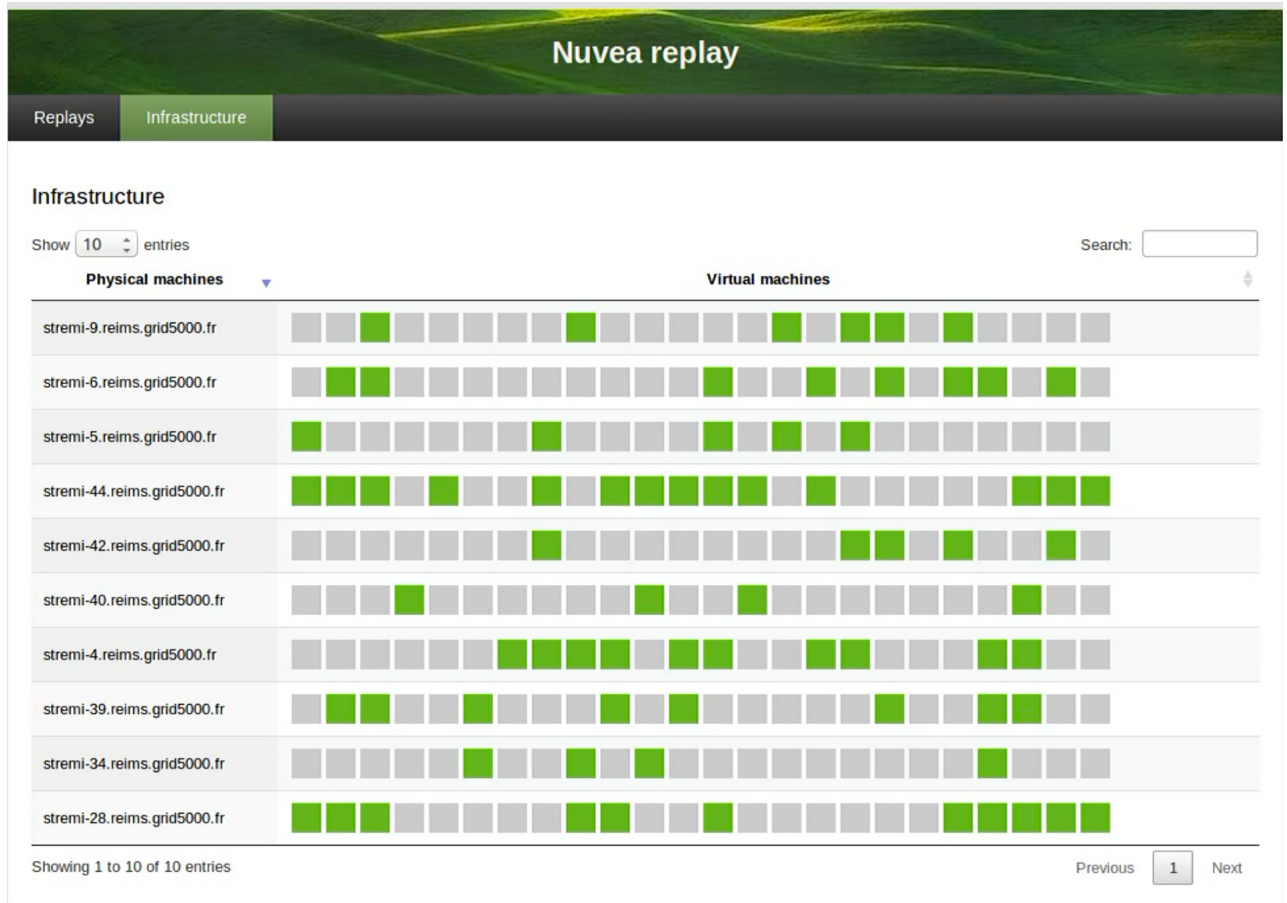 Nuvea replay
Replays Infrastructure
Infrastructure
Show 10 entries Search:
Physical machines Virtual machines
stremi-9.reims.grid5000.fr
stremi-6.reims.grid5000.fr
stremi-5.reims.grid5000.fr
stremi-44.reims.grid5000.fr
stremi-42.reims.grid5000.fr
stremi-40.reims.grid5000.fr
stremi-4.reims.grid5000.fr
stremi-39.reims.grid5000.fr
stremi-34.reims.grid5000.fr
stremi-28.reims.grid5000.fr
Showing 1 to 10 of 10 entries Previous 1 Next